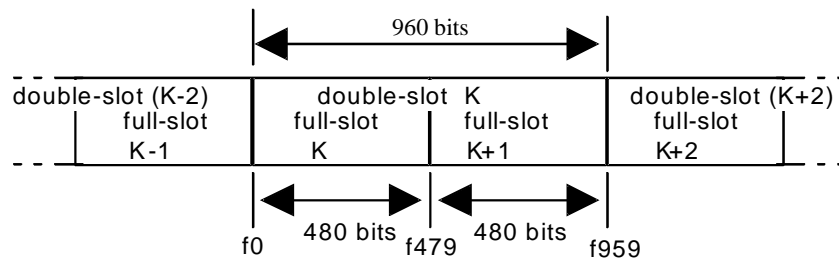 960 bits
double-slot (K-2) double-slot K double-slot (K+2)
full-slot full-slot full-slot full-slot
K-1 K K+1 K+2
480 bits 480 bits
f0 f479 f959